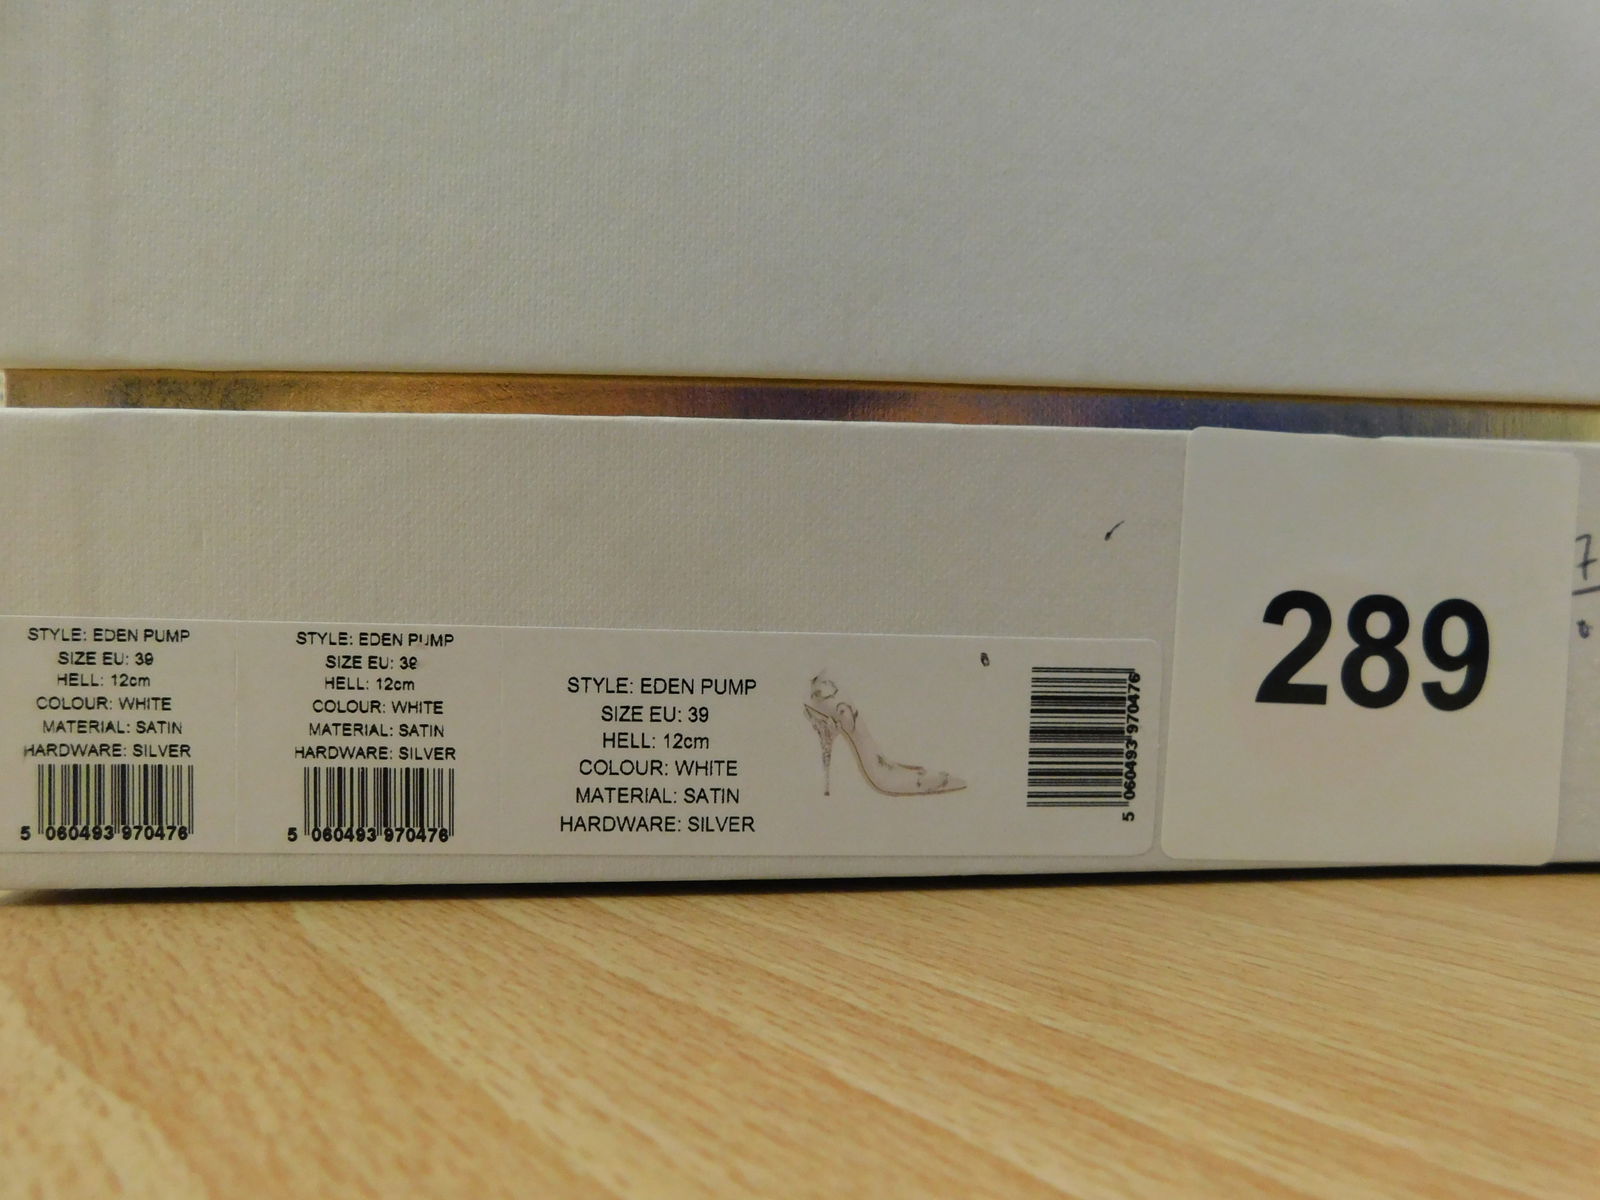 STYLE: EDEN PUMP
SIZE EU: 39
HELL: 12cm
COLOUR: WHITE
MATERIAL: SATIN
HARDWARE: SILVER
5 060493 970476
STYLE: EDEN PUMP
SIZE EU: 39
HELL: 12cm
COLOUR: WHITE
MATERIAL: SATIN
HARDWARE: SILVER
5 060493 970476
STYLE: EDEN PUMP
SIZE EU: 39
HELL: 12cm
COLOUR: WHITE
MATERIAL: SATIN
HARDWARE: SILVER
5 060493 970476
289
7